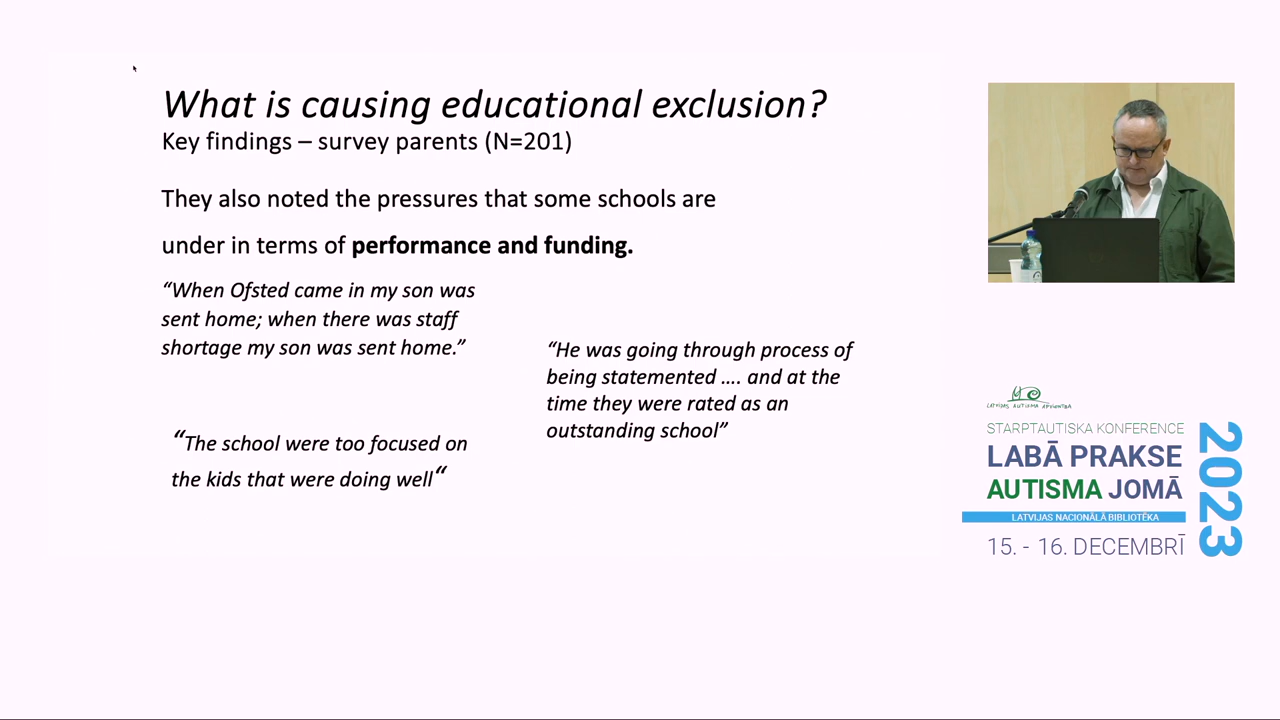 What is causing educational exclusion?
Key findings – survey parents (N=201)
They also noted the pressures that some schools are
under in terms of performance and funding.
“When Ofsted came in my son was
sent home; when there was staff
shortage my son was sent home.”
“He was going through process of
being statemented .... and at the
time they were rated as an
outstanding school”
“The school were too focused on
the kids that were doing well“
LATVIJAS AUTISMA APVIENĪBA
STARPTAUTISKA KONFERENCE
LABĀ PRAKSE
AUTISMA JOMĀ
LATVIJAS NACIONĀLĀ BIBLIOTĒKA
15. - 16. DECEMBRĪ
2023